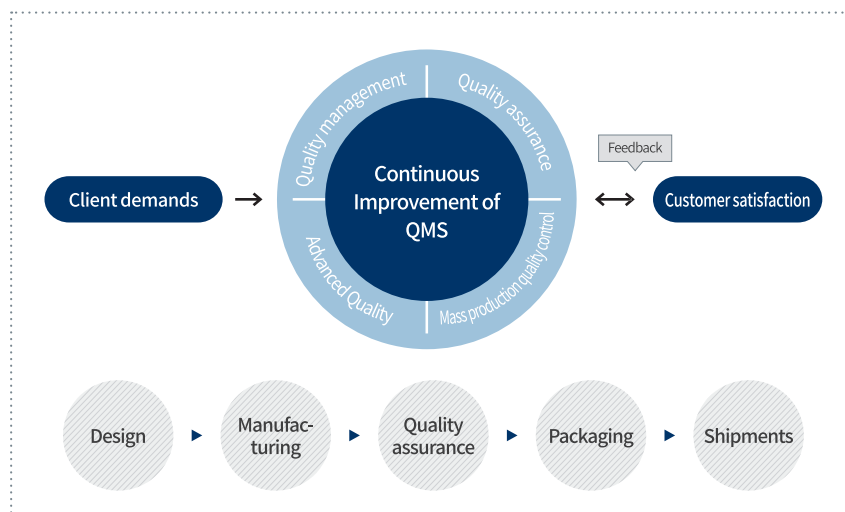 Quality management
Quality assurance
Feedback
Client demands
Continuous
Improvement of
QMS
Customer satisfaction
Advanced Quality
Mass production quality control
Design
Manufac-
turing
Quality
assurance
Packaging
Shipments